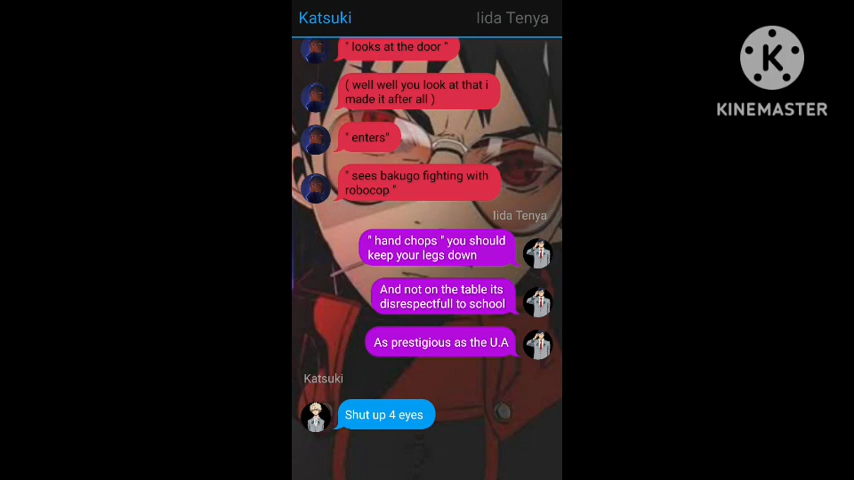 Katsuki
Iida Tenya
" looks at the door "
( well well you look at that i
made it after all )
" enters"
" sees bakugo fighting with
robocop "
Iida Tenya
" hand chops " you should
keep your legs down
And not on the table its
disrespectfull to school
As prestigious as the U.A
Katsuki
Shut up 4 eyes
K
KINEMASTER